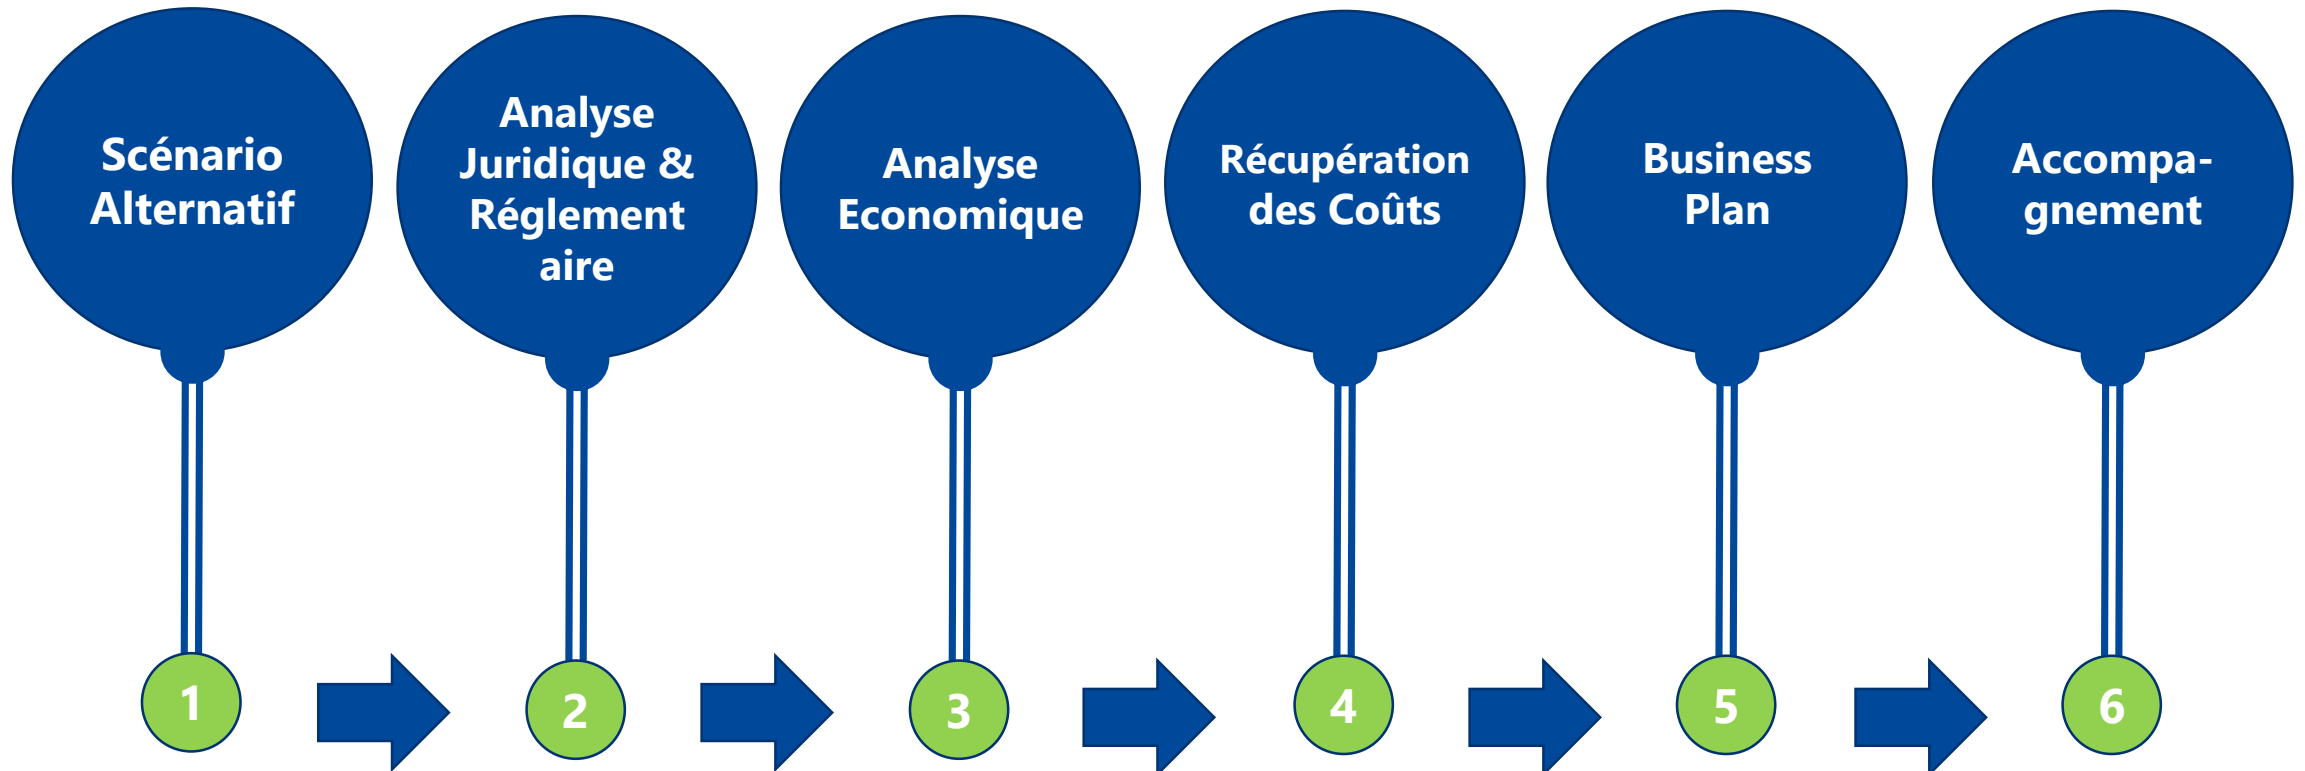 Scénario
Alternatif
Analyse
Juridique &
Réglement
aire
Analyse
Economique
Récupération
des Coûts
Business
Plan
Accompa-
gnement
1
2
3
4
5
6